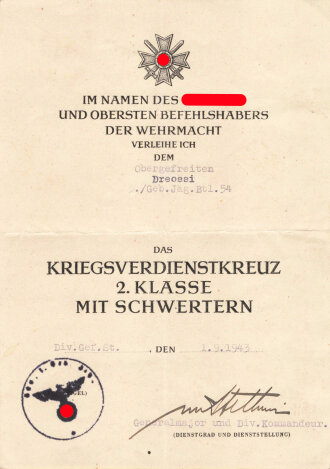 IM NAMEN DES
UND OBERSTEN BEFEHLSHABERS
DER WEHRMACHT
VERLEIHE ICH
DEM
Obergefreiten
Breossi
./Geb.Jäg.Btl.54
DAS
KRIEGSVERDIENSTKREUZ
2. KLASSE
MIT SCHWERTERN
Div.Gef.St. , DEN 1.9.1943
Generalmajor und Div.Kommandeur.
(DIENSTGRAD UND DIENSTSTELLUNG)